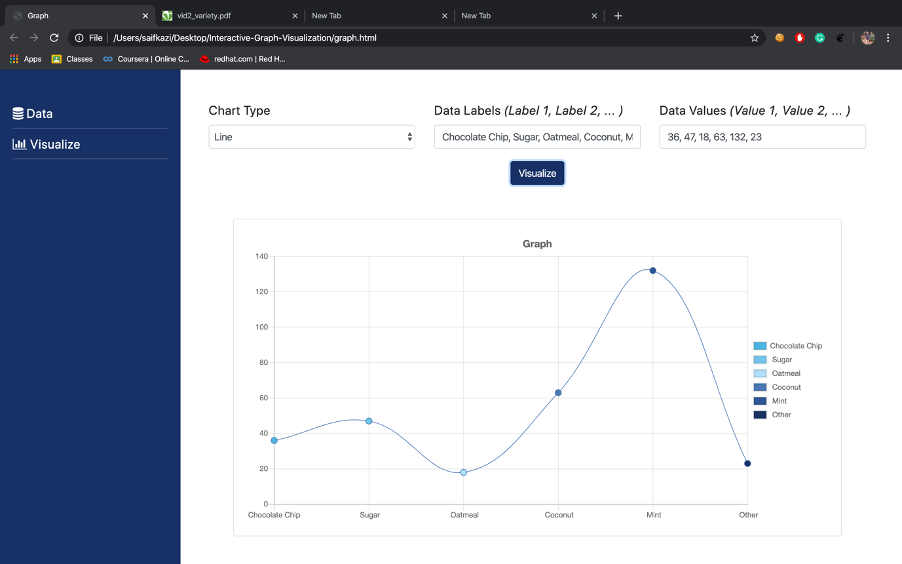 Graph
vid2_variety.pdf
New Tab
New Tab
File
/Users/saifkazi/Desktop/Interactive-Graph-Visualization/graph.html
Apps
Classes
Coursera | Online C...
redhat.com | Red H...
Data
Visualize
Chart Type
Data Labels (Label 1, Label 2, ... )
Data Values (Value 1, Value 2, ... )
Line
Chocolate Chip, Sugar, Oatmeal, Coconut, M
36, 47, 18, 63, 132, 23
Visualize
Graph
140
120
100
80
60
40
20
0
Chocolate Chip
Sugar
Oatmeal
Coconut
Mint
Other
Chocolate Chip
Sugar
Oatmeal
Coconut
Mint
Other